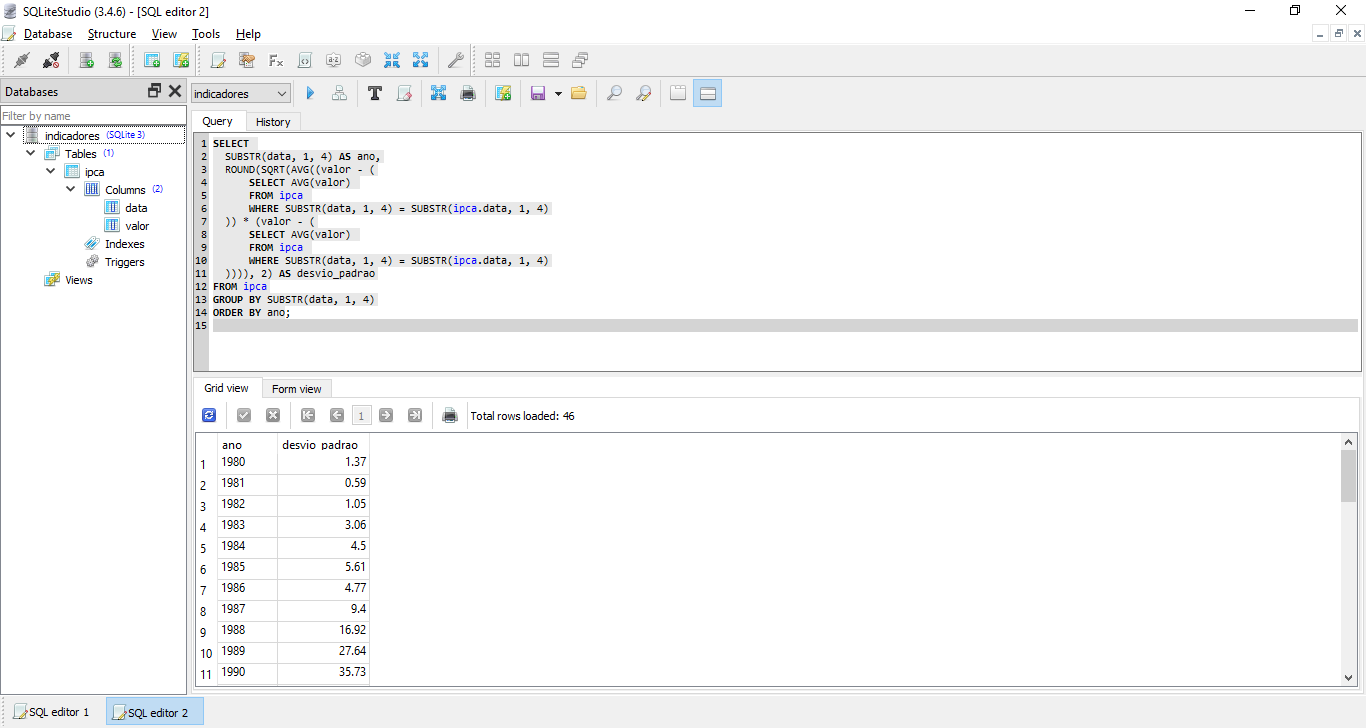 SQLiteStudio (3.4.6) - [SQL editor 2]
Database Structure View Tools Help
Databases
indicadores
Filter by name
indicadores (SQLite 3)
Tables (1)
ipca
Columns (2)
data
valor
Indexes
Triggers
Views
Query History
1 SELECT
2 SUBSTR(data, 1, 4) AS ano,
3 ROUND(SQRT(AVG((valor - (
4 SELECT AVG(valor)
5 FROM ipca
6 WHERE SUBSTR(data, 1, 4) = SUBSTR(ipca.data, 1, 4)
7 )) * (valor - (
8 SELECT AVG(valor)
9 FROM ipca
10 WHERE SUBSTR(data, 1, 4) = SUBSTR(ipca.data, 1, 4)
11 )))), 2) AS desvio_padrao
12 FROM ipca
13 GROUP BY SUBSTR(data, 1, 4)
14 ORDER BY ano;
15
Grid view Form view
1 Total rows loaded: 46
ano desvio_padrao
1 1980 1.37
2 1981 0.59
3 1982 1.05
4 1983 3.06
5 1984 4.5
6 1985 5.61
7 1986 4.77
8 1987 9.4
9 1988 16.92
10 1989 27.64
11 1990 35.73
SQL editor 1 SQL editor 2